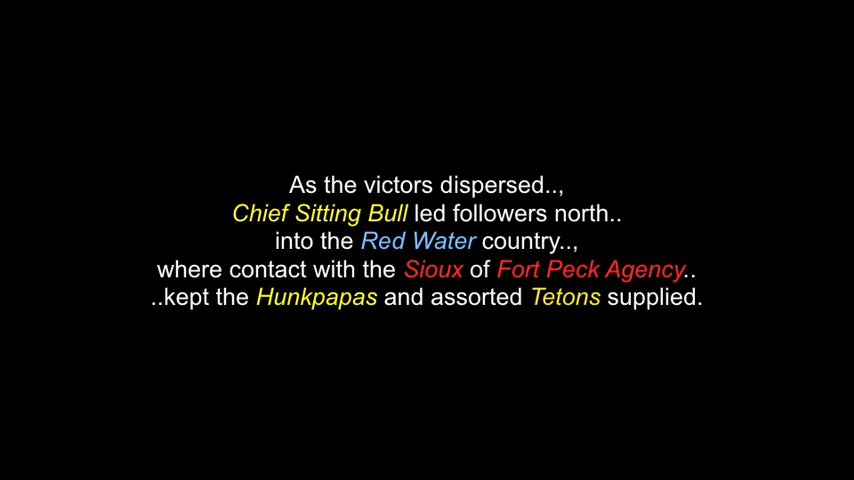 As the victors dispersed..,
Chief Sitting Bull led followers north..
into the Red Water country..,
where contact with the Sioux of Fort Peck Agency..
..kept the Hunkpapas and assorted Tetons supplied.